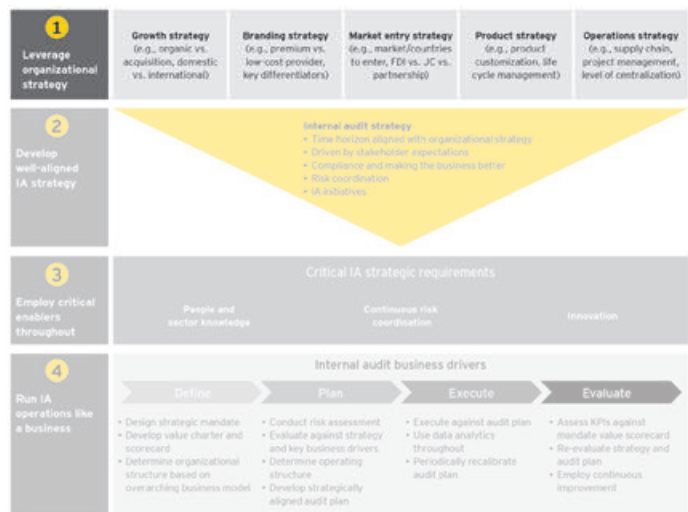 1
Leverage
organizational
strategy
Growth strategy
(e.g., organic vs.
acquisition, domestic
vs. international)
Branding strategy
(e.g., premium vs.
low-cost provider,
key differentiators)
Market entry strategy
(e.g., market/countries
to enter, FDI vs. JC vs.
partnership)
Product strategy
(e.g., product
customization, life
cycle management)
Operations strategy
(e.g., supply chain,
project management,
level of centralization)
2
Develop
well-aligned
IA strategy
Internal audit strategy
• Time horizon aligned with organizational strategy
• Driven by stakeholder expectations
• Compliance and making the business better
• Risk coordination
• IA initiatives
3
Employ critical
enablers
throughout
Critical IA strategic requirements
People and
sector knowledge
Continuous risk
coordination
Innovation
4
Run IA
operations like
a business
Internal audit business drivers
Define
• Design strategic mandate
• Develop value charter and
scorecard
• Determine organizational
structure based on
overarching business model
Plan
• Conduct risk assessment
• Evaluate against strategy
and key business drivers
• Determine operating
structure
• Develop strategically
aligned audit plan
Execute
• Execute against audit plan
• Use data analytics
throughout
• Periodically recalibrate
audit plan
Evaluate
• Assess KPIs against
mandate value scorecard
• Re-evaluate strategy and
audit plan
• Employ continuous
improvement